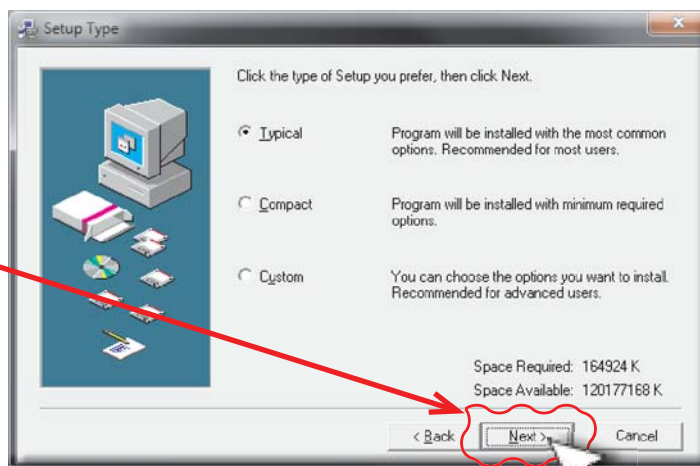 Setup Type
Click the type of Setup you prefer, then click Next.
Typical
Program will be installed with the most common
options. Recommended for most users.
Compact
Program will be installed with minimum required
options.
Custom
You can choose the options you want to install.
Recommended for advanced users.
Space Required: 164924 K
Space Available: 120177168 K
< Back Next > Cancel